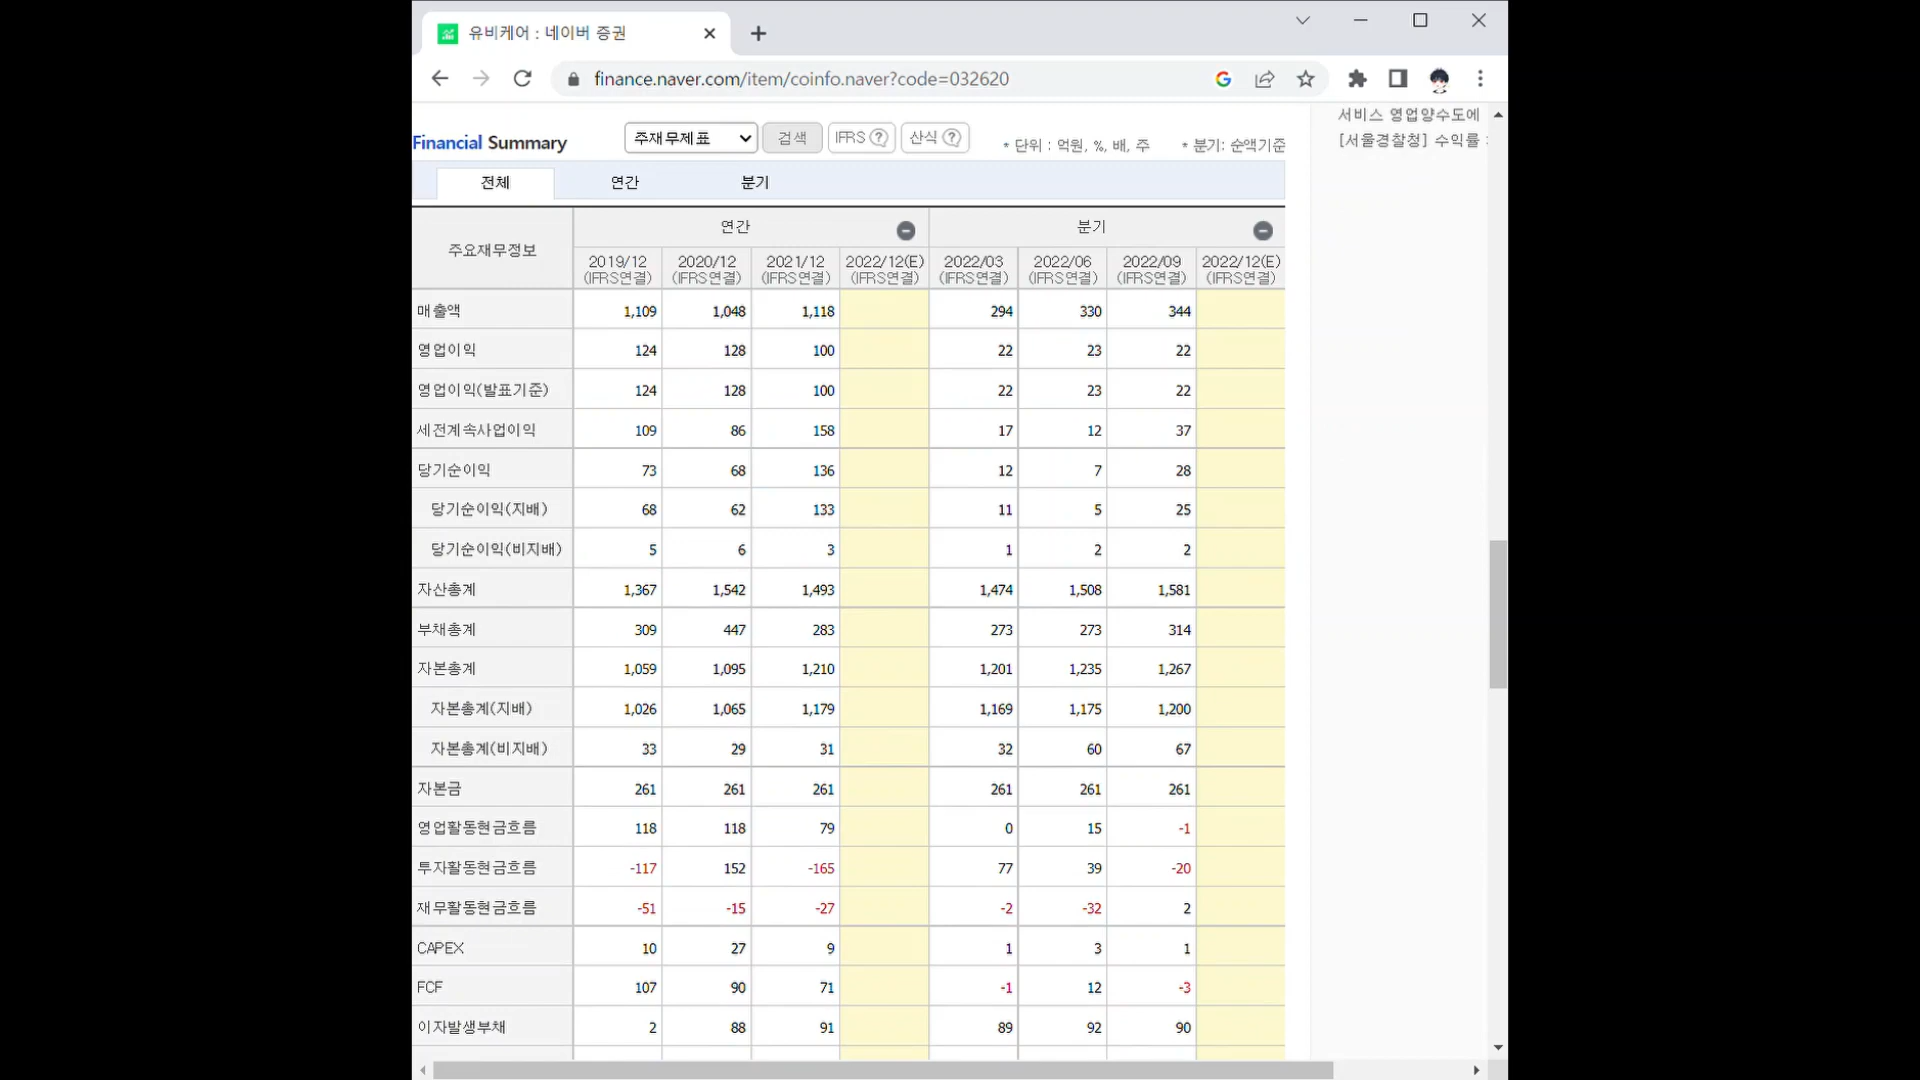 유비케어 : 네이버 증권
finance.naver.com/item/coinfo.naver?code=032620
서비스 영업양수도에
[서울경찰청] 수익률
Financial Summary 주재무제표 검색 IFRS ? 산식 ? * 단위 : 억원, %, 배, 주 * 분기: 순액기준
전체 연간 분기
주요재무정보 연간 분기
2019/12 2020/12 2021/12 2022/12(E) 2022/03 2022/06 2022/09 2022/12(E)
(IFRS연결) (IFRS연결) (IFRS연결) (IFRS연결) (IFRS연결) (IFRS연결) (IFRS연결) (IFRS연결)
매출액 1,109 1,048 1,118 294 330 344
영업이익 124 128 100 22 23 22
영업이익(발표기준) 124 128 100 22 23 22
세전계속사업이익 109 86 158 17 12 37
당기순이익 73 68 136 12 7 28
당기순이익(지배) 68 62 133 11 5 25
당기순이익(비지배) 5 6 3 1 2 2
자산총계 1,367 1,542 1,493 1,474 1,508 1,581
부채총계 309 447 283 273 273 314
자본총계 1,059 1,095 1,210 1,201 1,235 1,267
자본총계(지배) 1,026 1,065 1,179 1,169 1,175 1,200
자본총계(비지배) 33 29 31 32 60 67
자본금 261 261 261 261 261 261
영업활동현금흐름 118 118 79 0 15 -1
투자활동현금흐름 -117 152 -165 77 39 -20
재무활동현금흐름 -51 -15 -27 -2 -32 2
CAPEX 10 27 9 1 3 1
FCF 107 90 71 -1 12 -3
이자발생부채 2 88 91 89 92 90